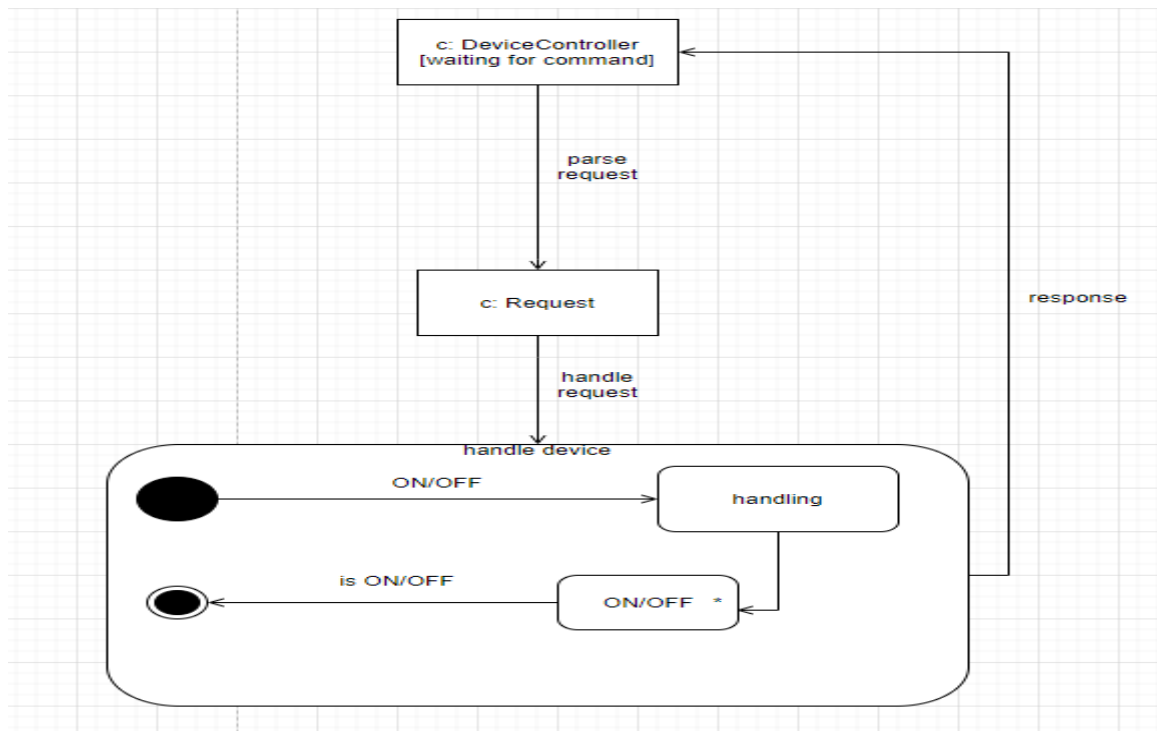 c: DeviceController
[waiting for command]
parse
request
c: Request
response
handle
request
handle device
ON/OFF
handling
is ON/OFF
ON/OFF *